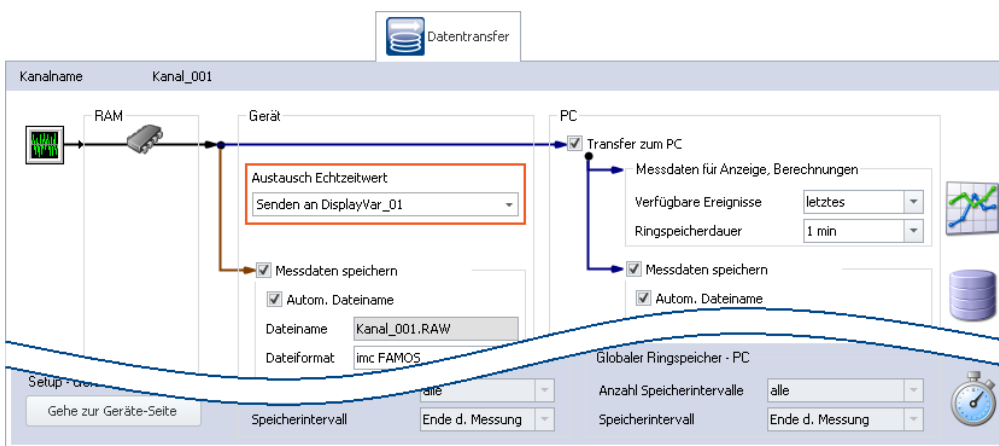 Datentransfer
Kanalname Kanal_001
RAM
Gerät
PC
Transfer zum PC
Austausch Echtzeitwert
Senden an DisplayVar_01
Messdaten für Anzeige, Berechnungen
Verfügbare Ereignisse letztes
Ringspeicherdauer 1 min
Messdaten speichern
Autom. Dateiname
Dateiname Kanal_001.RAW
Dateiformat imc FAMOS
Messdaten speichern
Autom. Dateiname
Setup -
Gehe zur Geräte-Seite
alle
Speicherintervall Ende d. Messung
Globaler Ringspeicher - PC
Anzahl Speicherintervalle alle
Speicherintervall Ende d. Messung